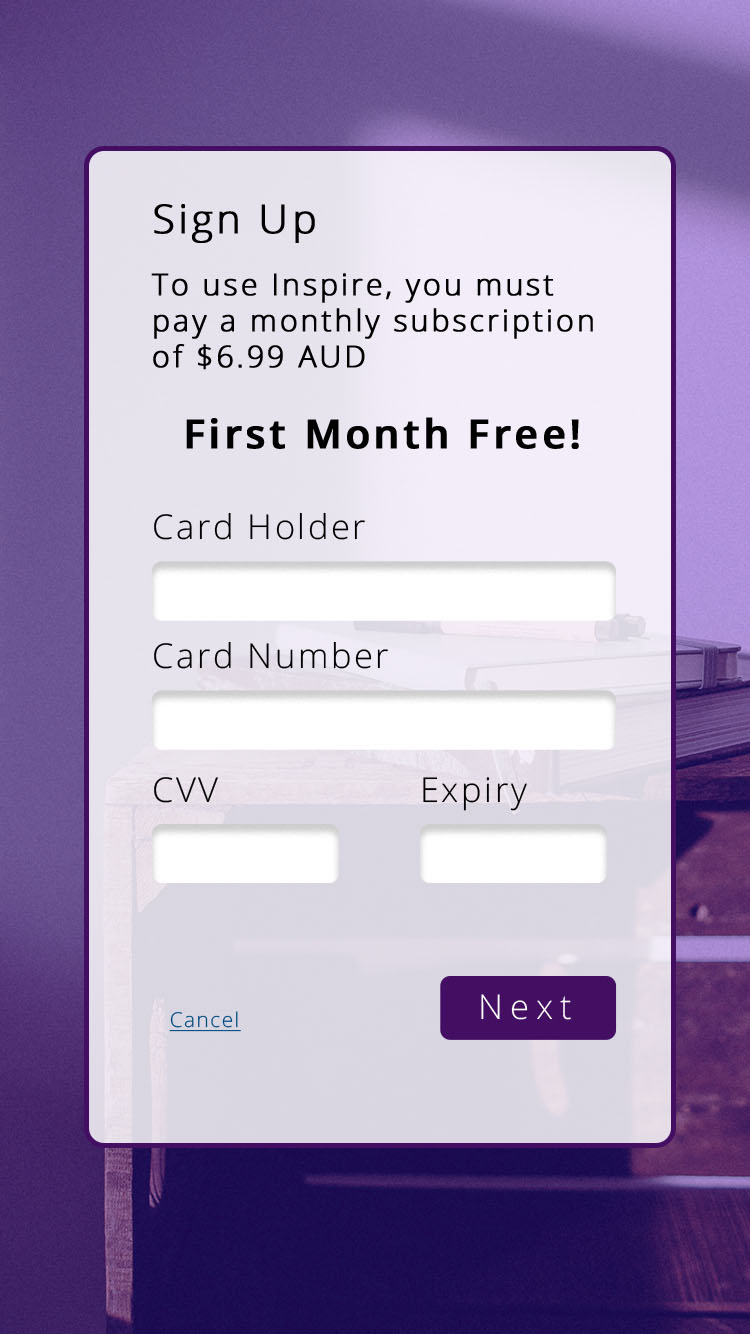 Sign Up
To use Inspire, you must
pay a monthly subscription
of $6.99 AUD
First Month Free!
Card Holder
Card Number
CVV Expiry
Cancel Next